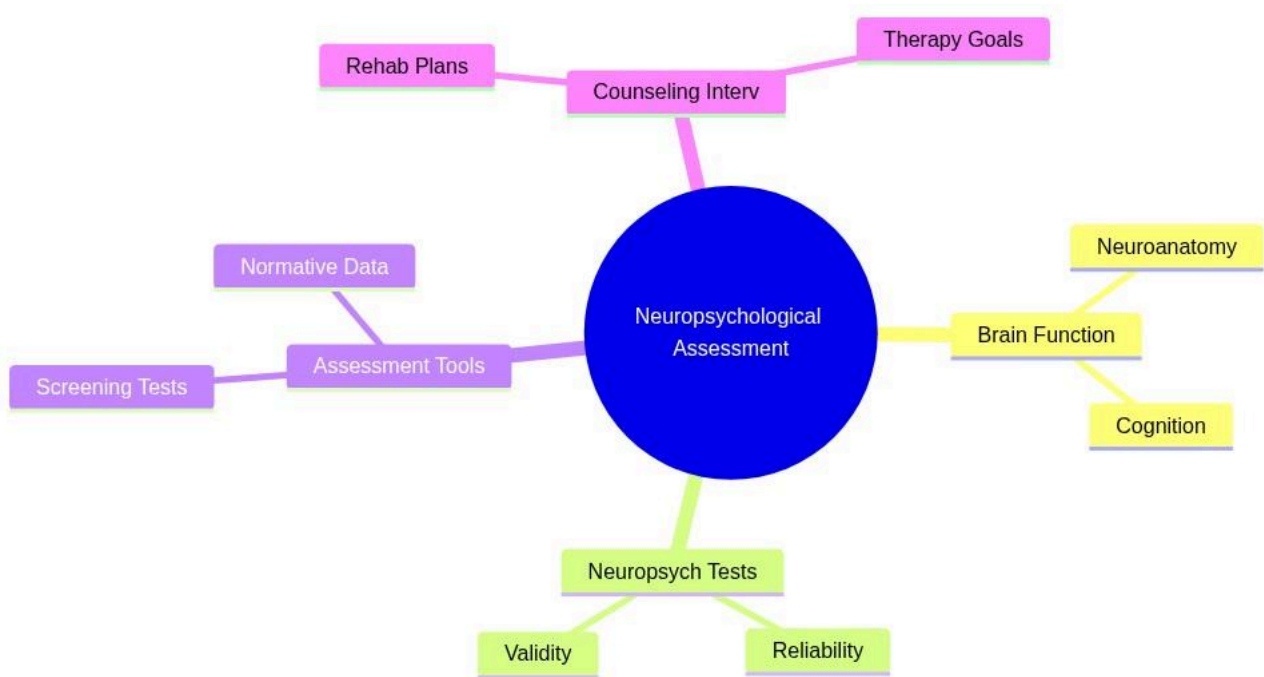 Therapy Goals
Rehab Plans
Counseling Interv
Neuroanatomy
Normative Data
Neuropsychological
Assessment
Brain Function
Assessment Tools
Screening Tests
Cognition
Neuropsych Tests
Validity
Reliability